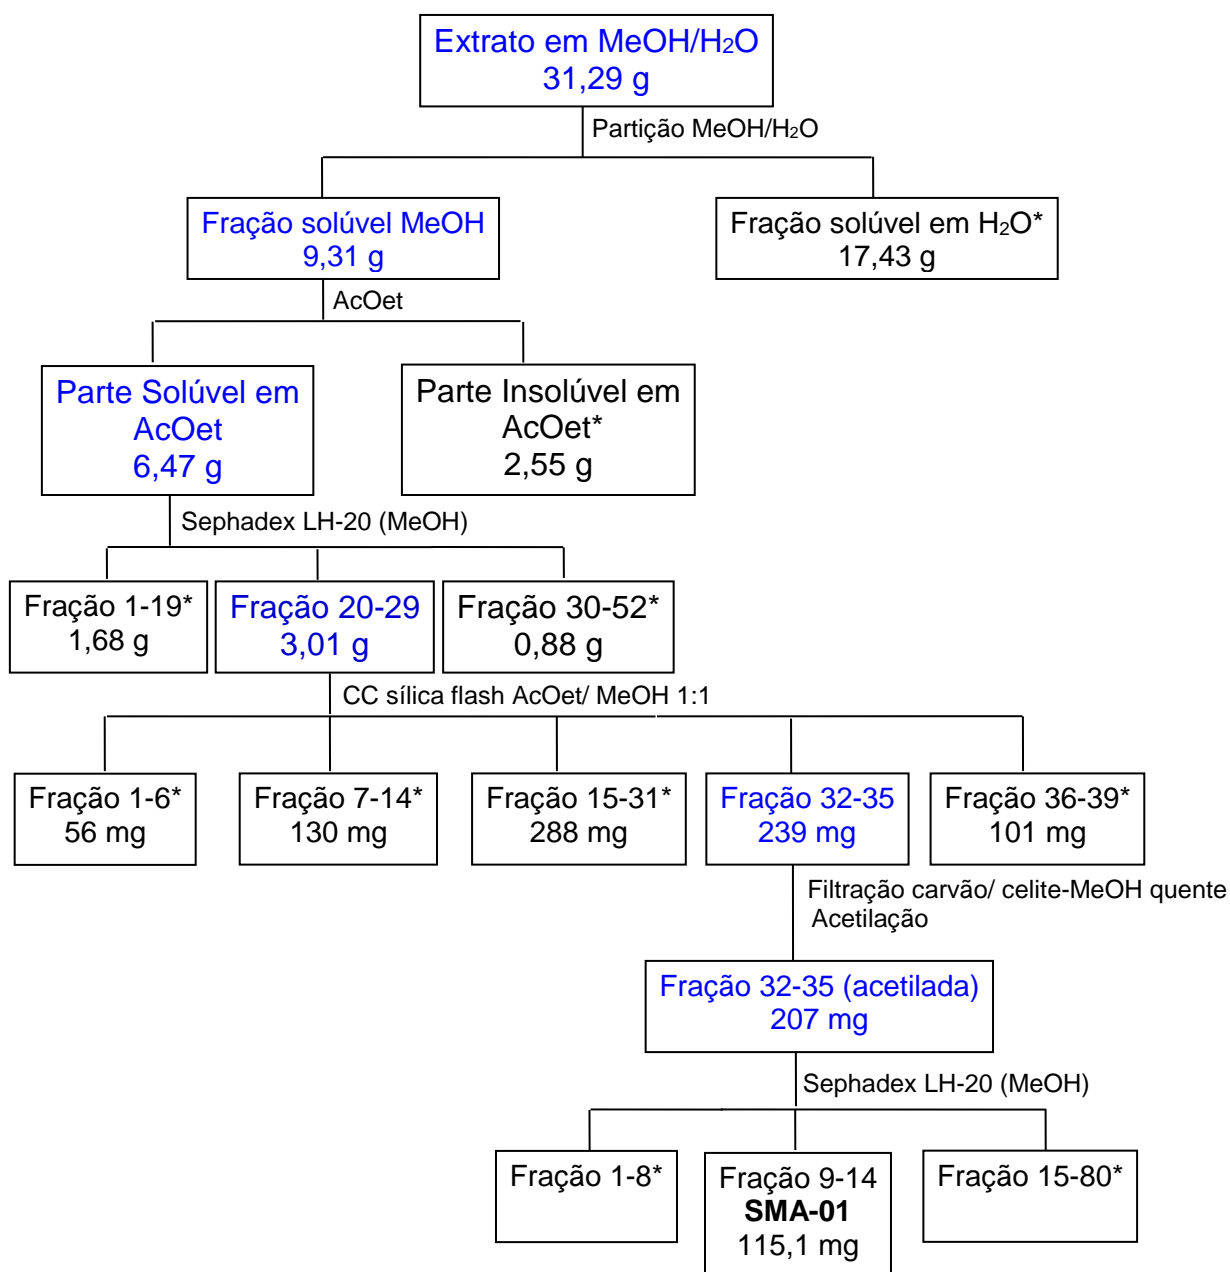 Extrato em MeOH/H₂O
31,29 g
Partição MeOH/H₂O
Fração solúvel MeOH
9,31 g
Fração solúvel em H₂O*
17,43 g
AcOet
Parte Solúvel em
AcOet
6,47 g
Parte Insolúvel em
AcOet*
2,55 g
Sephadex LH-20 (MeOH)
Fração 1-19*
1,68 g
Fração 20-29
3,01 g
Fração 30-52*
0,88 g
CC sílica flash AcOet/ MeOH 1:1
Fração 1-6*
56 mg
Fração 7-14*
130 mg
Fração 15-31*
288 mg
Fração 32-35
239 mg
Fração 36-39*
101 mg
Filtração carvão/ celite-MeOH quente
Acetilação
Fração 32-35 (acetilada)
207 mg
Sephadex LH-20 (MeOH)
Fração 1-8*
Fração 9-14
SMA-01
115,1 mg
Fração 15-80*